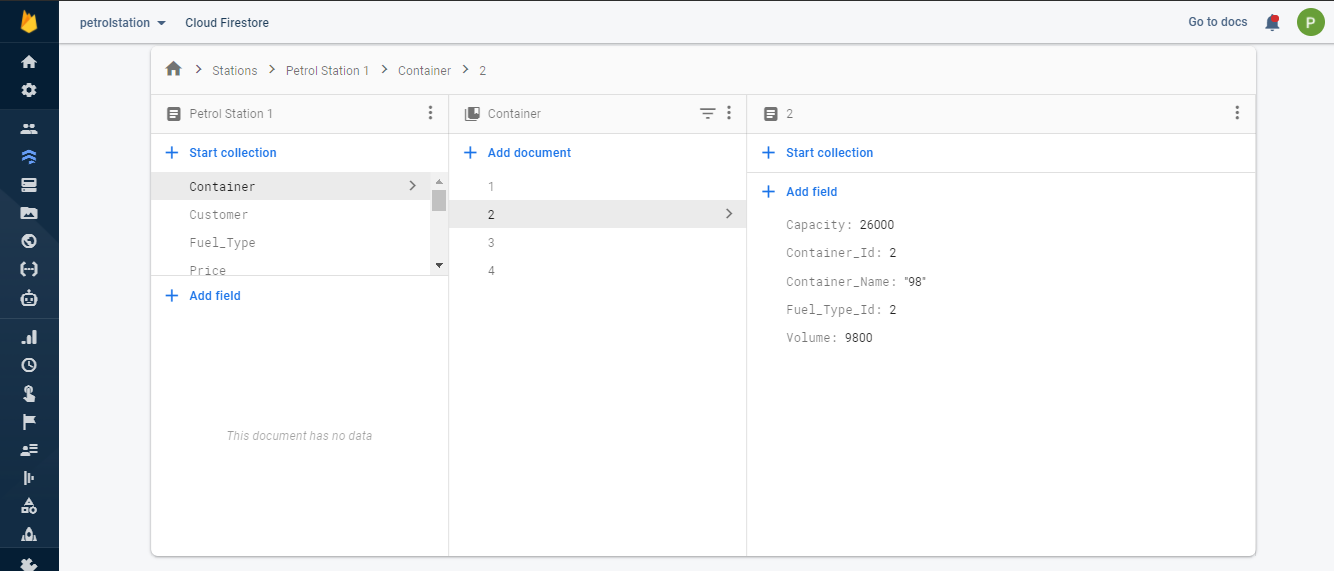 petrolstation Cloud Firestore Go to docs P
Stations Petrol Station 1 Container 2
Petrol Station 1
Start collection
Container
Customer
Fuel_Type
Price
Add field
This document has no data
Container
Add document
1
2
3
4
2
Start collection
Add field
Capacity: 26000
Container_Id: 2
Container_Name: "98"
Fuel_Type_Id: 2
Volume: 9800